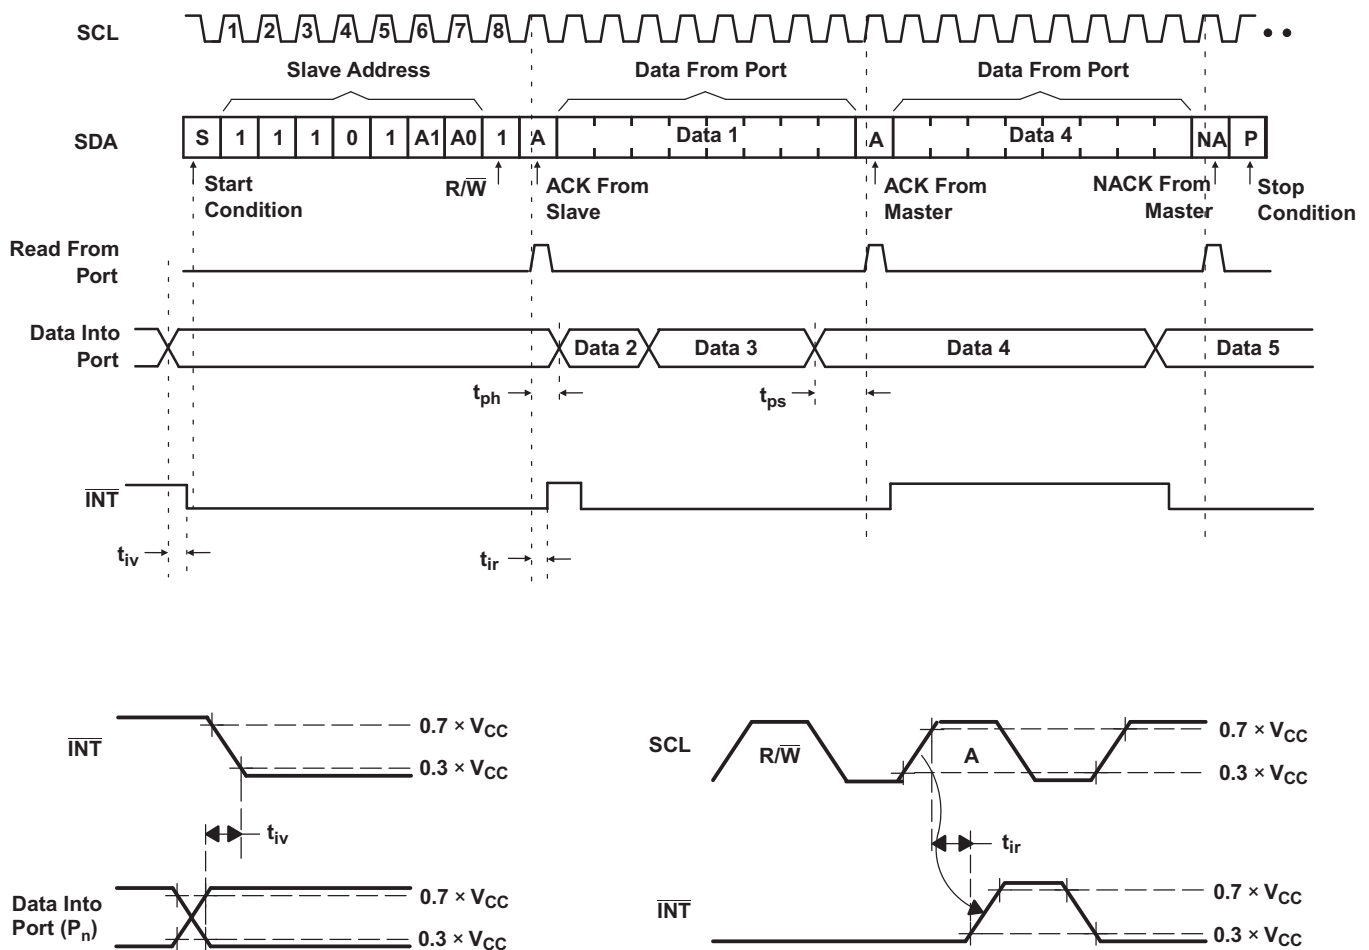 SCL
1 2 3 4 5 6 7 8
Slave Address
Data From Port
Data From Port
SDA
S 1 1 1 0 1 A1 A0 1 A Data 1 A Data 4 NA P
Start
Condition
R/W̅
ACK From
Slave
ACK From
Master
NACK From
Master
Stop
Condition
Read From
Port
Data Into
Port
Data 2 Data 3 Data 4 Data 5
tph
tps
I̅N̅T̅
tiv
tir
I̅N̅T̅
0.7 × VCC
0.3 × VCC
tiv
Data Into
Port (Pn)
0.7 × VCC
0.3 × VCC
SCL
R/W̅
A
0.7 × VCC
0.3 × VCC
tir
I̅N̅T̅
0.7 × VCC
0.3 × VCC